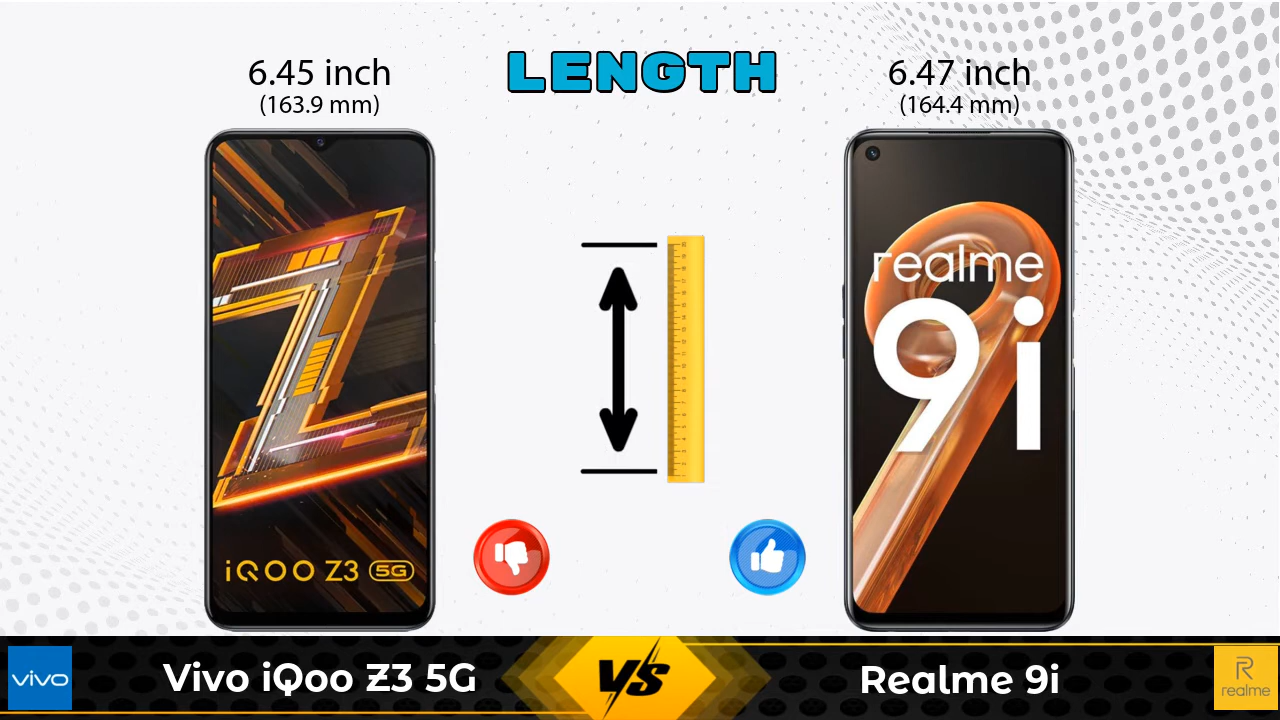 LENGTH
6.45 inch
(163.9 mm)
6.47 inch
(164.4 mm)
iQOO Z3 5G
realme
9i
vivo
Vivo iQoo Z3 5G
VS
Realme 9i
R
realme